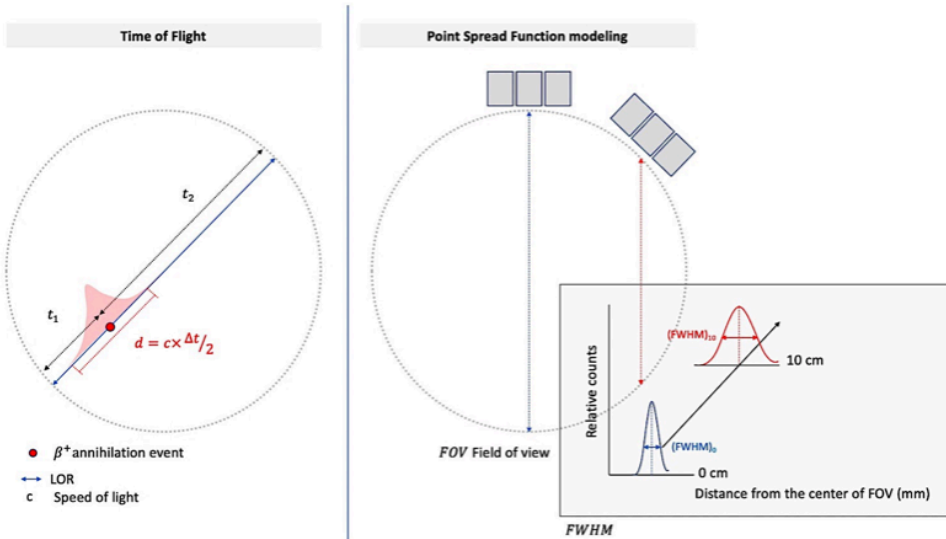 Time of Flight
t₂
t₁
d = c × Δt/2
β⁺ annihilation event
LOR
c Speed of light
Point Spread Function modeling
FOV Field of view
Relative counts
(FWHM)₁₀
10 cm
(FWHM)₀
0 cm
Distance from the center of FOV (mm)
FWHM